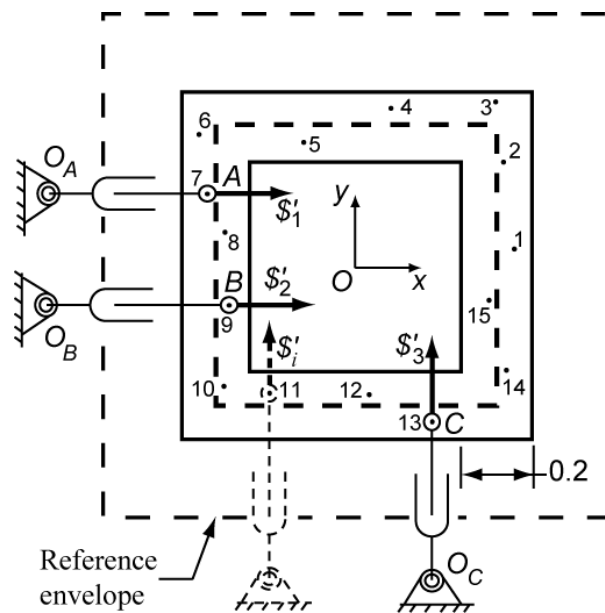 4 3
6
5
O_A 2
7 A
$'_1
y
8 1
B $'_2 O x
15
9
O_B
$'_i $'_3
10 11 12 14
13 C
0.2
Reference
envelope
O_C